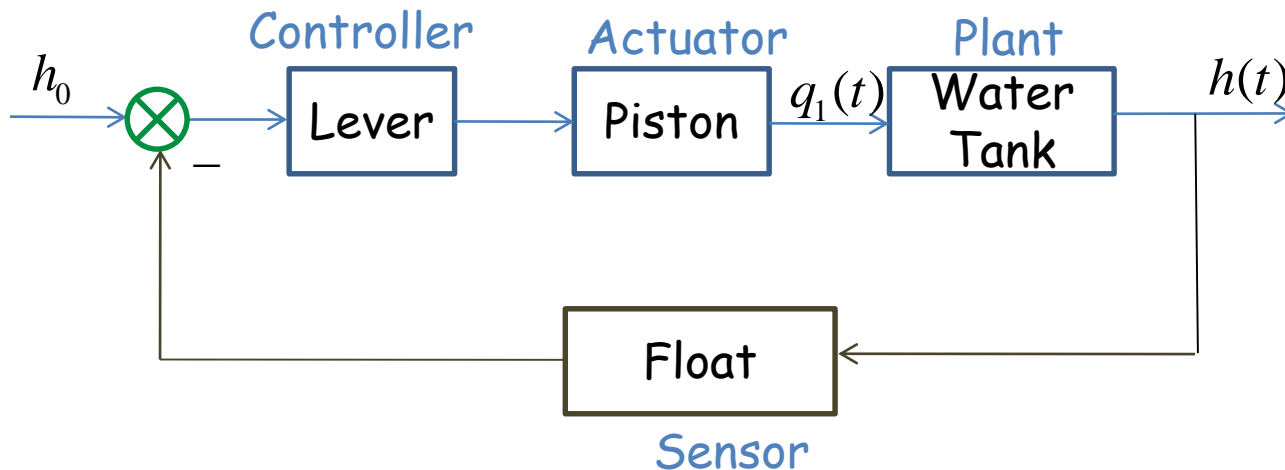 Controller
Actuator
Plant
h₀
Lever
Piston
q₁(t)
Water
Tank
h(t)
−
Float
Sensor